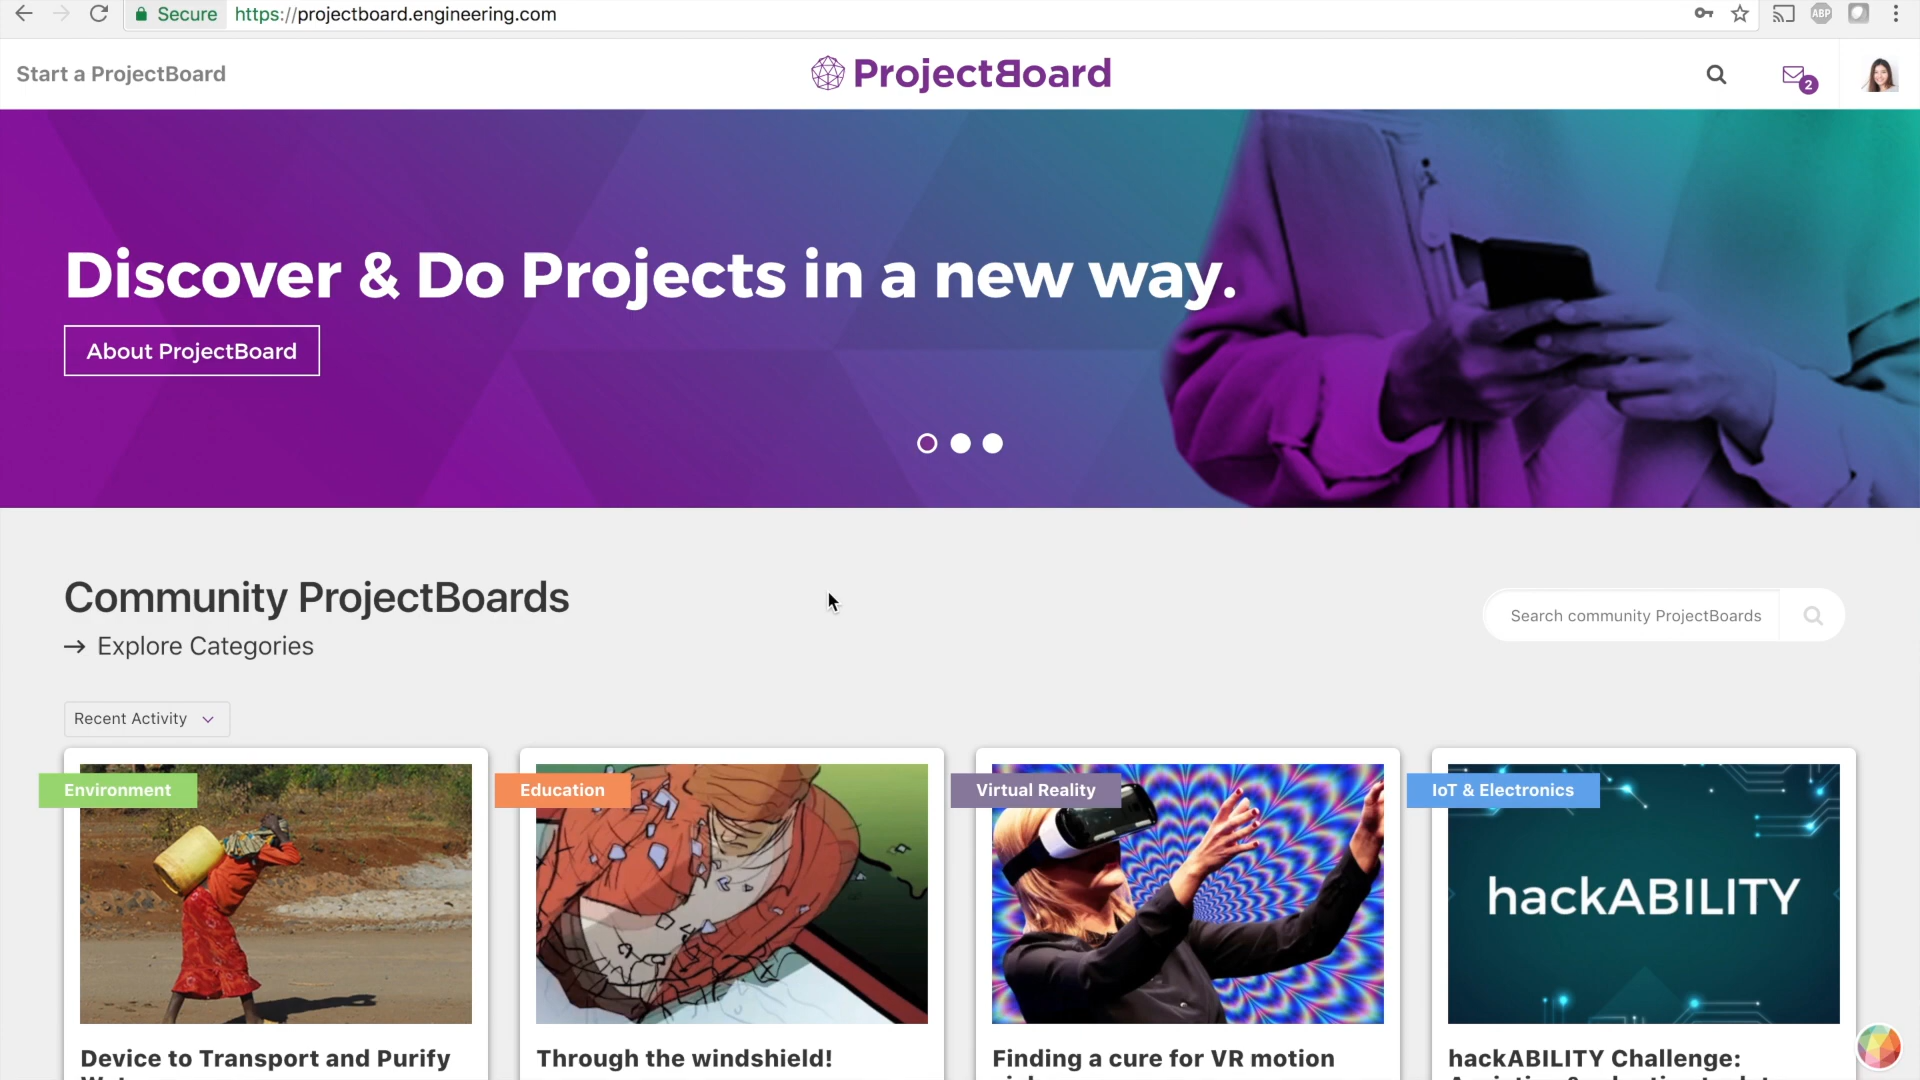 Secure https://projectboard.engineering.com
ABP
Start a ProjectBoard
ProjectBoard
2
Discover & Do Projects in a new way.
About ProjectBoard
Community ProjectBoards
→ Explore Categories
Search community ProjectBoards
Recent Activity
Environment
Education
Virtual Reality
IoT & Electronics
hackABILITY
Device to Transport and Purify
Through the windshield!
Finding a cure for VR motion
hackABILITY Challenge: